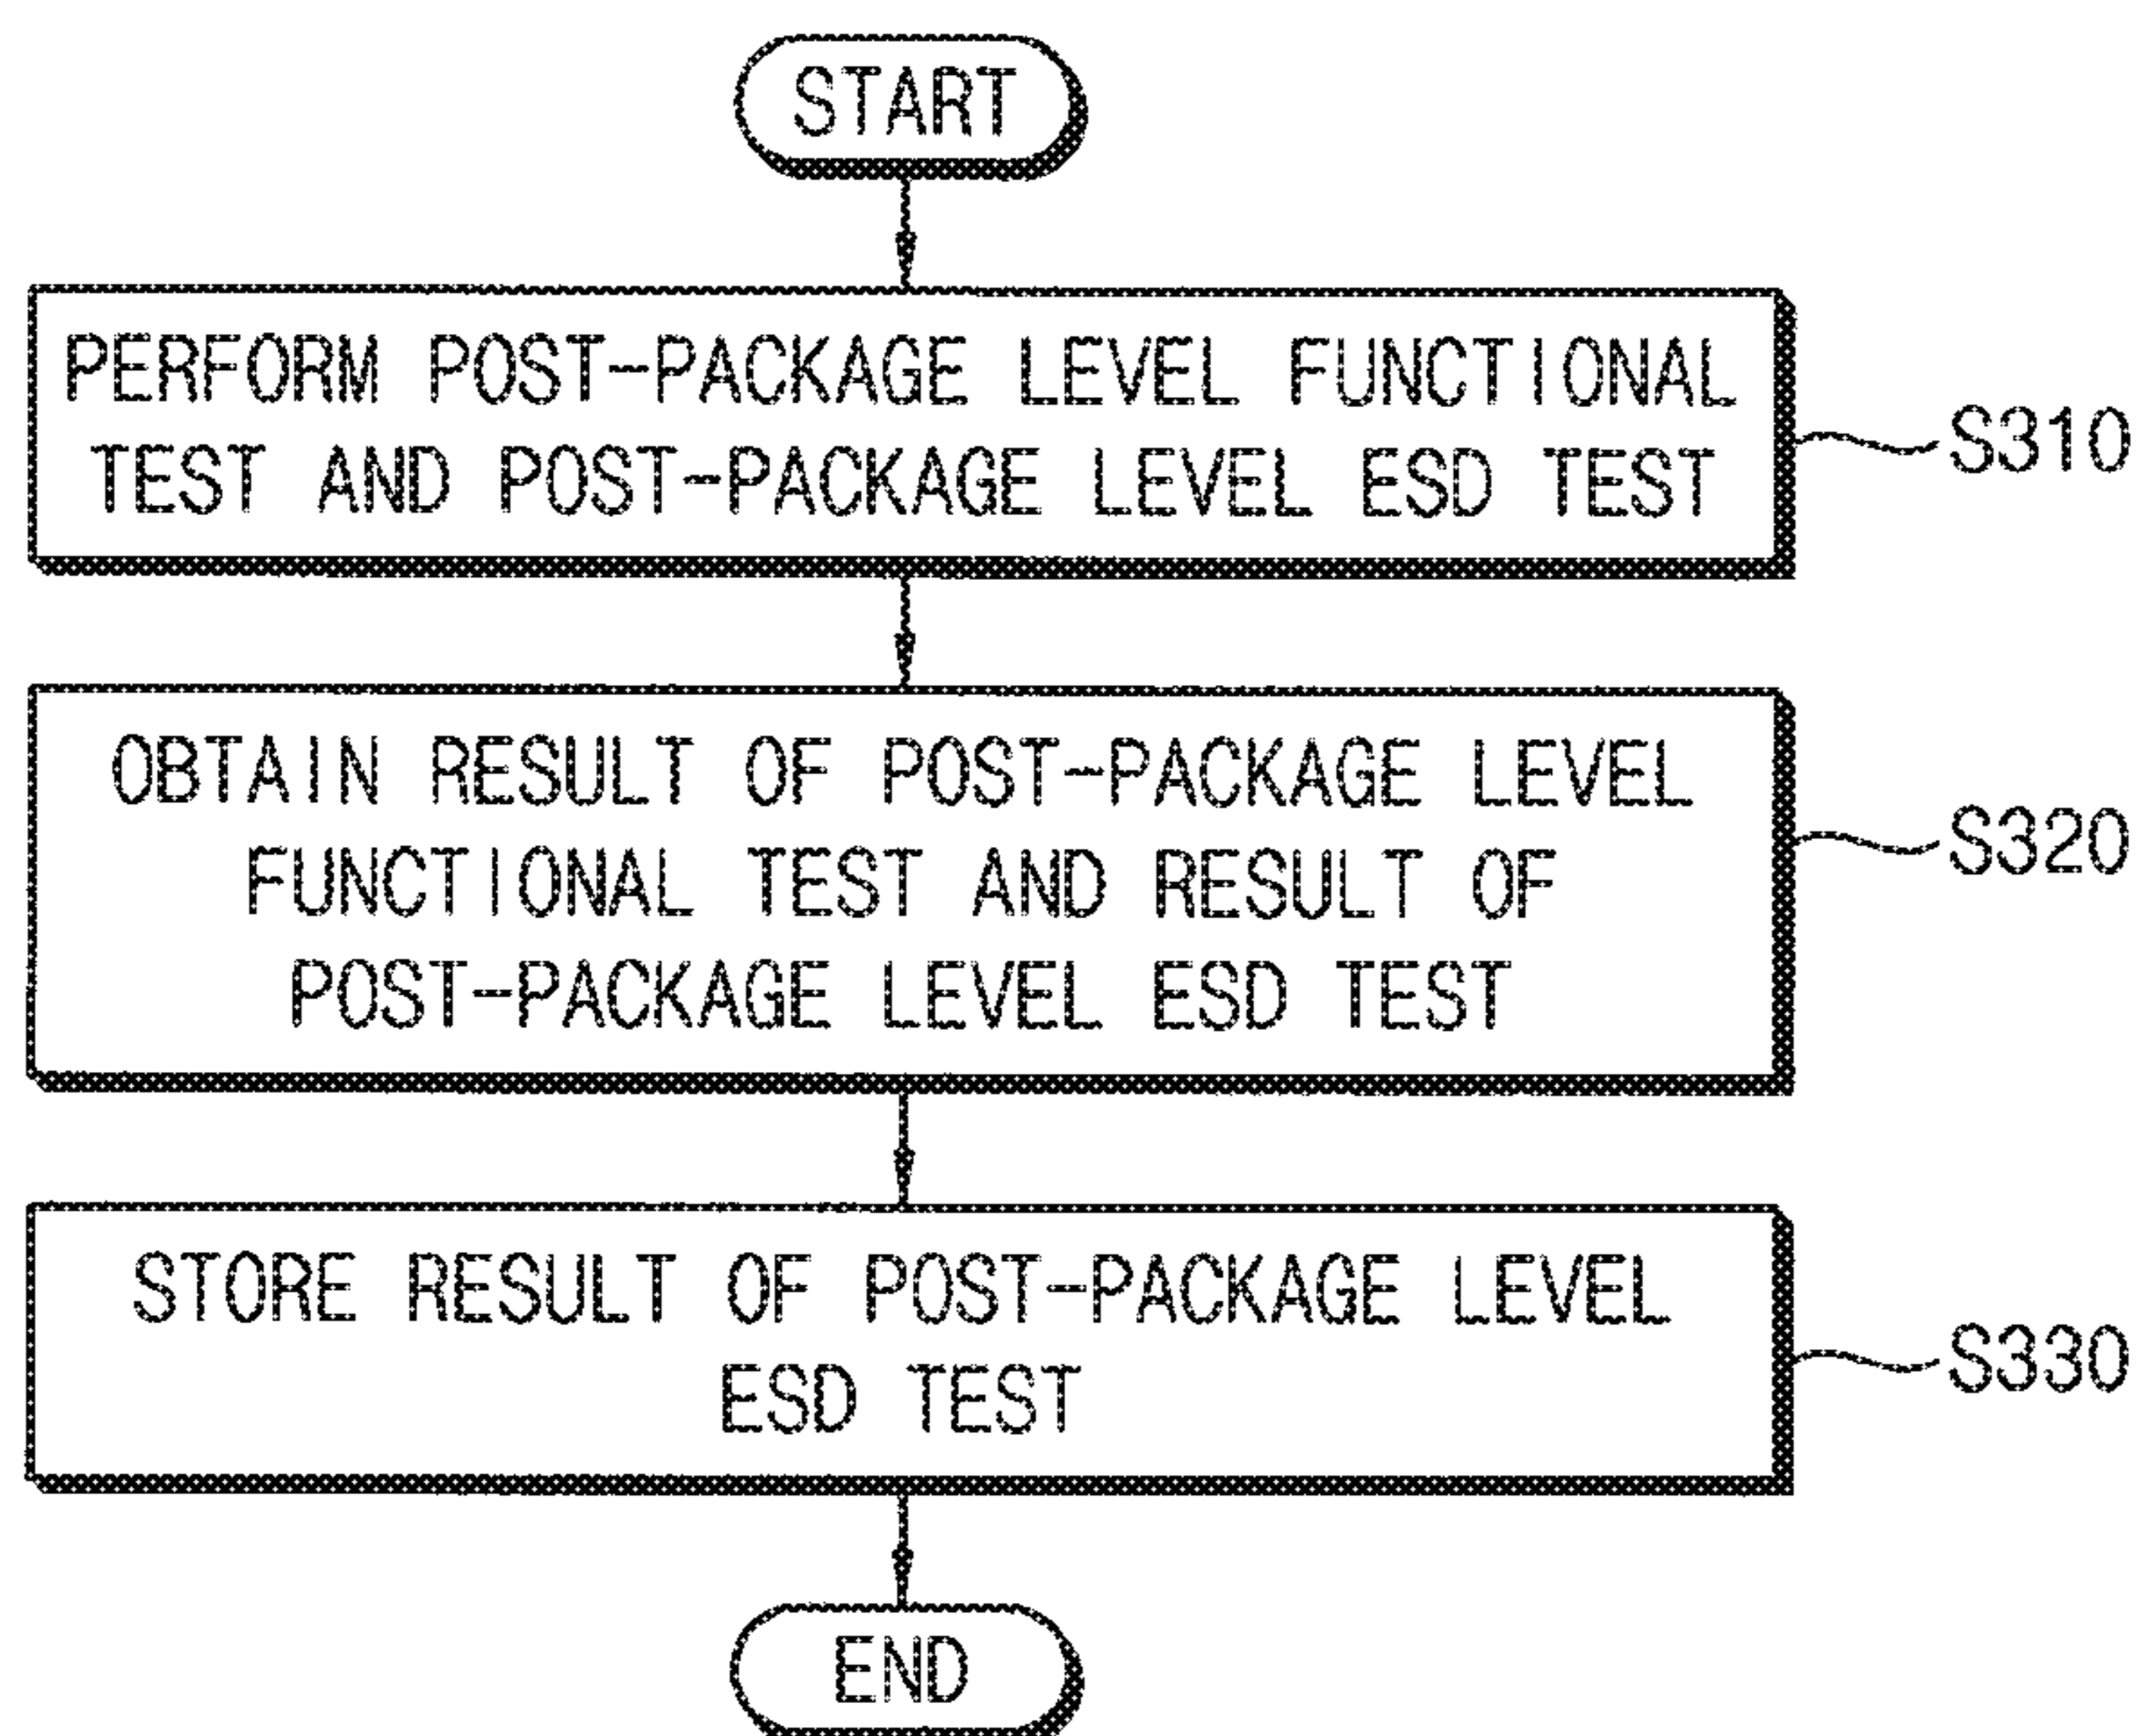 START
PERFORM POST-PACKAGE LEVEL FUNCTIONAL
TEST AND POST-PACKAGE LEVEL ESD TEST
S310
OBTAIN RESULT OF POST-PACKAGE LEVEL
FUNCTIONAL TEST AND RESULT OF
POST-PACKAGE LEVEL ESD TEST
S320
STORE RESULT OF POST-PACKAGE LEVEL
ESD TEST
S330
END